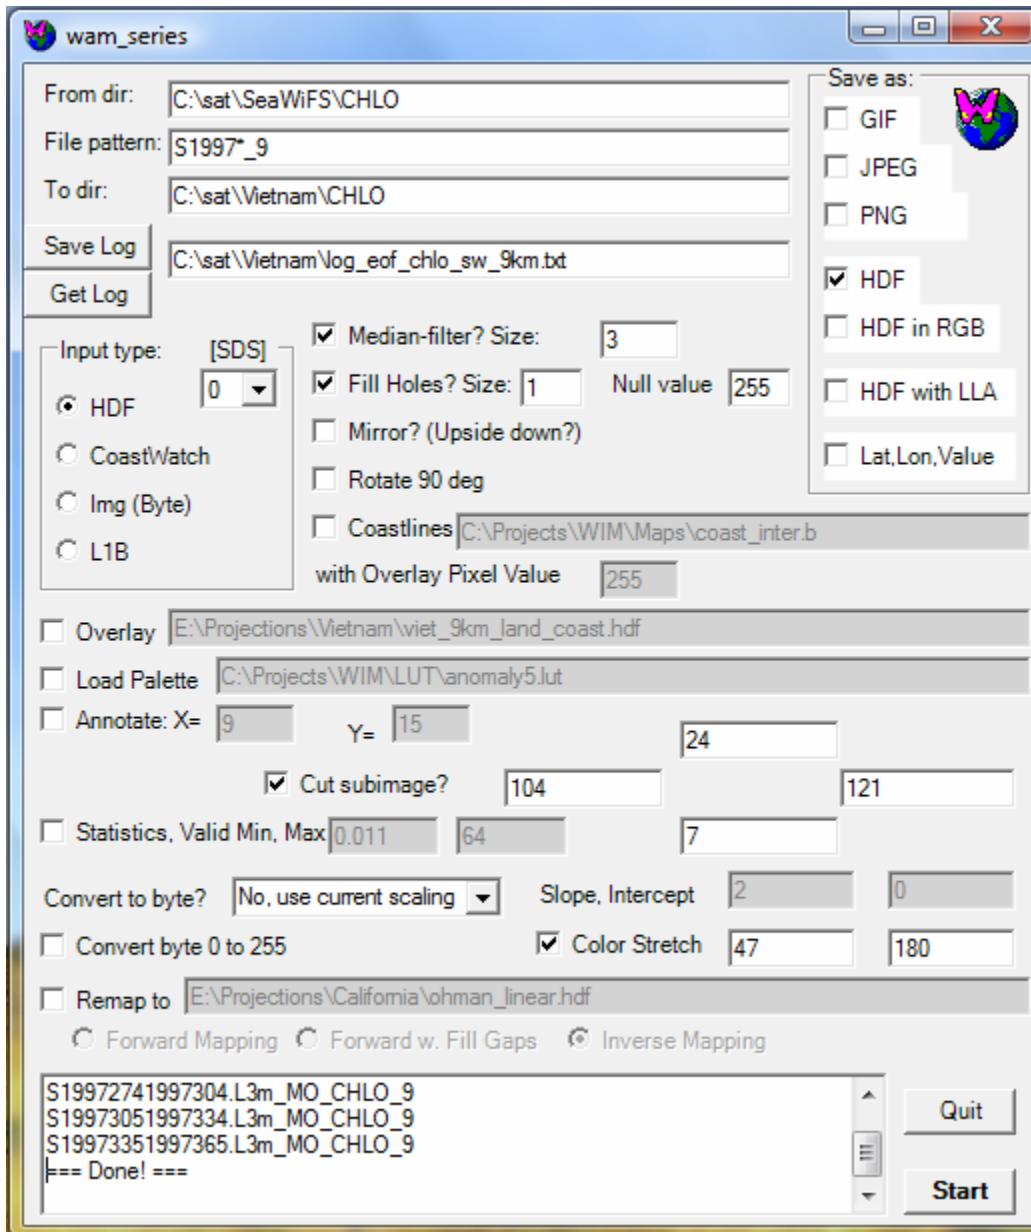 wam_series
From dir: C:\sat\SeaWiFS\CHLO
File pattern: S1997*_9
To dir: C:\sat\Vietnam\CHLO
Save Log C:\sat\Vietnam\log_eof_chlo_sw_9km.txt
Get Log
Save as:
GIF
JPEG
PNG
HDF
HDF in RGB
HDF with LLA
Lat,Lon,Value
Input type: [SDS]
0
HDF
CoastWatch
Img (Byte)
L1B
Median-filter? Size: 3
Fill Holes? Size: 1 Null value 255
Mirror? (Upside down?)
Rotate 90 deg
Coastlines C:\Projects\WIM\Maps\coast_inter.b
with Overlay Pixel Value 255
Overlay E:\Projections\Vietnam\viet_9km_land_coast.hdf
Load Palette C:\Projects\WIM\LUT\anomaly5.lut
Annotate: X= 9 Y= 15
24
Cut subimage? 104 121
Statistics, Valid Min, Max 0.011 64 7
Convert to byte? No, use current scaling Slope, Intercept 2 0
Convert byte 0 to 255 Color Stretch 47 180
Remap to E:\Projections\California\ohman_linear.hdf
Forward Mapping Forward w. Fill Gaps Inverse Mapping
S19972741997304.L3m_MO_CHLO_9
S19973051997334.L3m_MO_CHLO_9
S19973351997365.L3m_MO_CHLO_9
=== Done! ===
Quit
Start